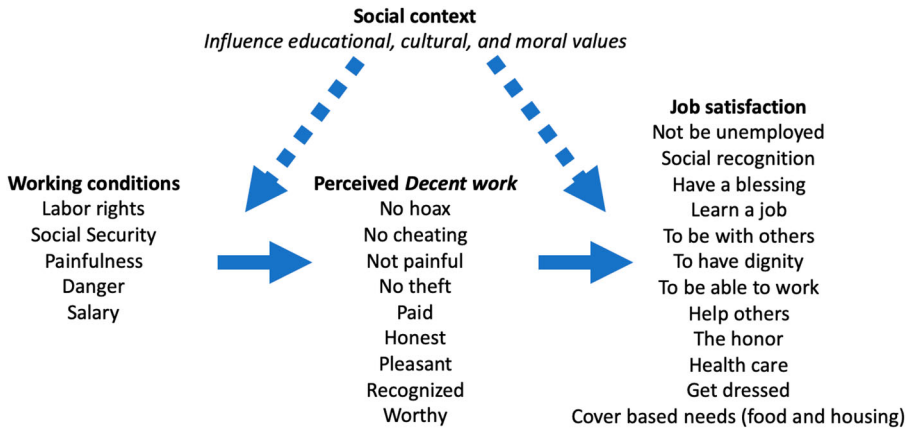 Social context
Influence educational, cultural, and moral values
Working conditions
Labor rights
Social Security
Painfulness
Danger
Salary
Perceived Decent work
No hoax
No cheating
Not painful
No theft
Paid
Honest
Pleasant
Recognized
Worthy
Job satisfaction
Not be unemployed
Social recognition
Have a blessing
Learn a job
To be with others
To have dignity
To be able to work
Help others
The honor
Health care
Get dressed
Cover based needs (food and housing)